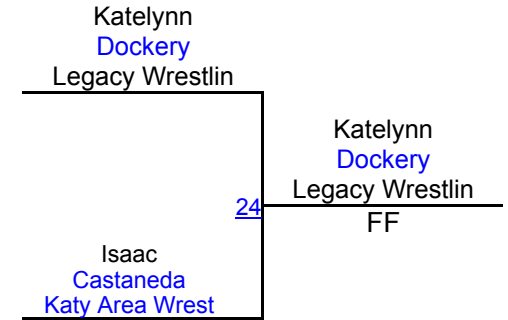 Katelynn
Dockery
Legacy Wrestlin
Katelynn
Dockery
Legacy Wrestlin
24
FF
Isaac
Castaneda
Katy Area Wrest